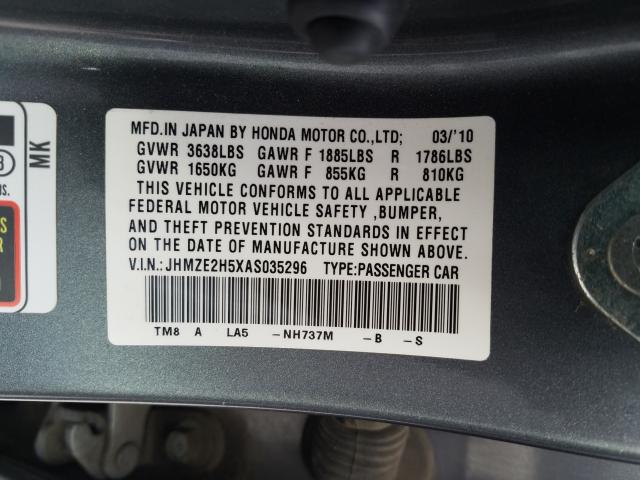 MFD.IN JAPAN BY HONDA MOTOR CO.,LTD; 03/'10
GVWR 3638LBS GAWR F 1885LBS R 1786LBS
GVWR 1650KG GAWR F 855KG R 810KG
THIS VEHICLE CONFORMS TO ALL APPLICABLE
FEDERAL MOTOR VEHICLE SAFETY ,BUMPER,
AND THEFT PREVENTION STANDARDS IN EFFECT
ON THE DATE OF MANUFACTURE SHOWN ABOVE.
V.I.N.:JHMZE2H5XAS035296 TYPE:PASSENGER CAR
TM8 A LA5 -NH737M -B -S
MK